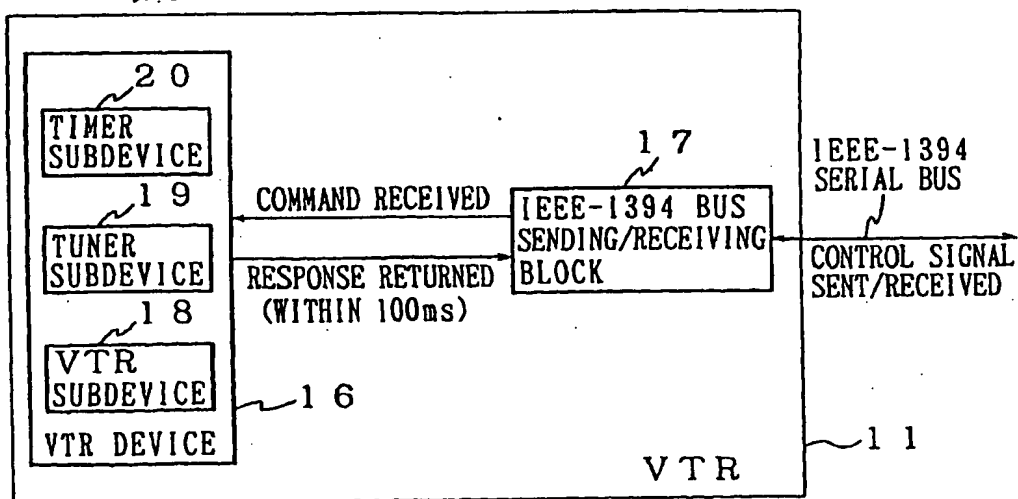 20
TIMER
SUBDEVICE
19
TUNER
SUBDEVICE
18
VTR
SUBDEVICE
VTR DEVICE
16
COMMAND RECEIVED
RESPONSE RETURNED
(WITHIN 100ms)
17
IEEE-1394 BUS
SENDING/RECEIVING
BLOCK
IEEE-1394
SERIAL BUS
CONTROL SIGNAL
SENT/RECEIVED
11
VTR